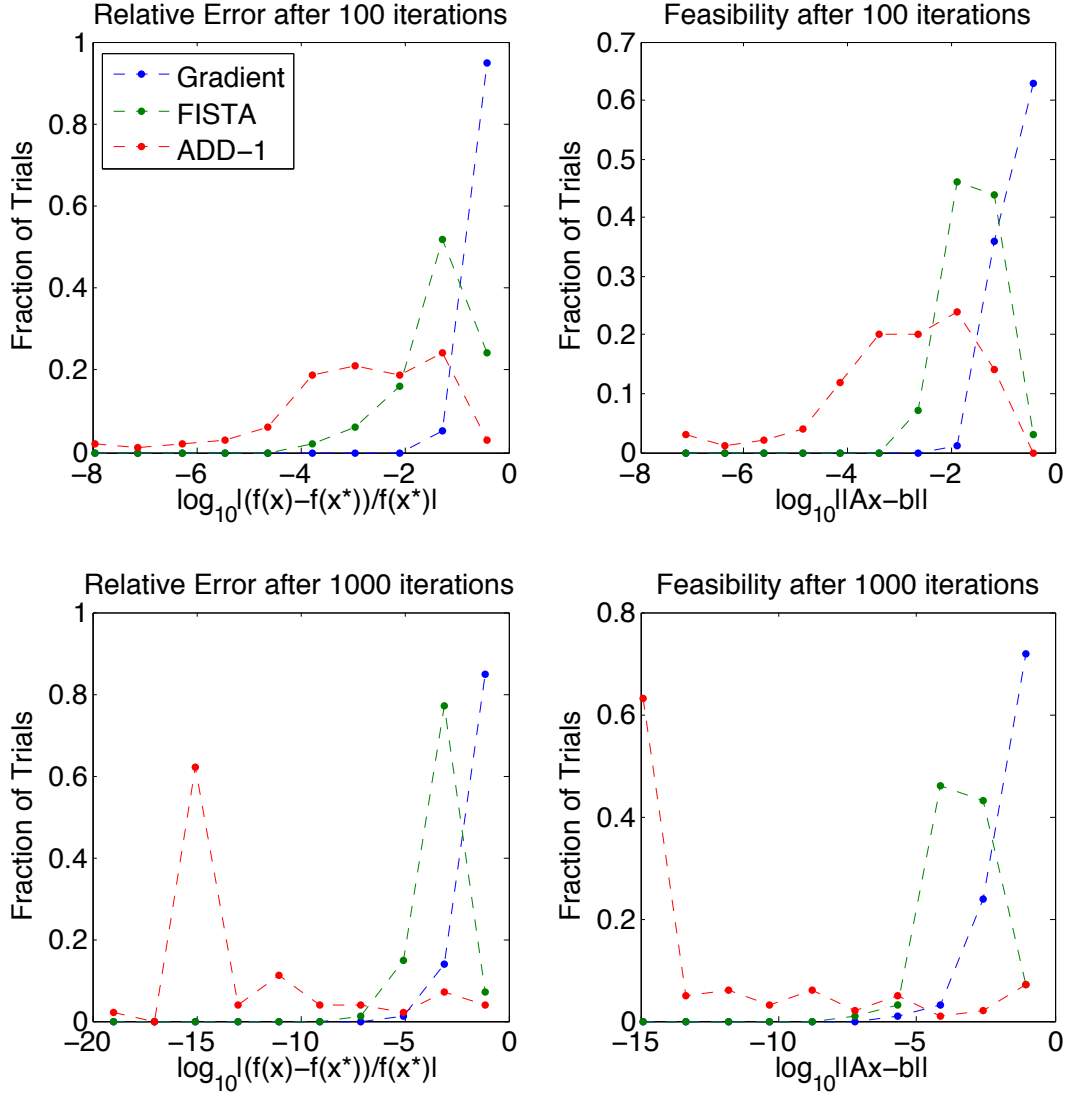 Relative Error after 100 iterations
1
0.8
0.6
0.4
0.2
0
Fraction of Trials
Gradient
FISTA
ADD−1
−8
−6
−4
−2
0
log10|(f(x)−f(x*))/f(x*)|
Feasibility after 100 iterations
0.7
0.6
0.5
0.4
0.3
0.2
0.1
0
Fraction of Trials
−6
−4
−2
0
log10||Ax−b||
Relative Error after 1000 iterations
1
0.8
0.6
0.4
0.2
0
Fraction of Trials
−20
−15
−10
−5
0
log10|(f(x)−f(x*))/f(x*)|
Feasibility after 1000 iterations
0.8
0.6
0.4
0.2
0
Fraction of Trials
−15
−10
−5
0
log10||Ax−b||